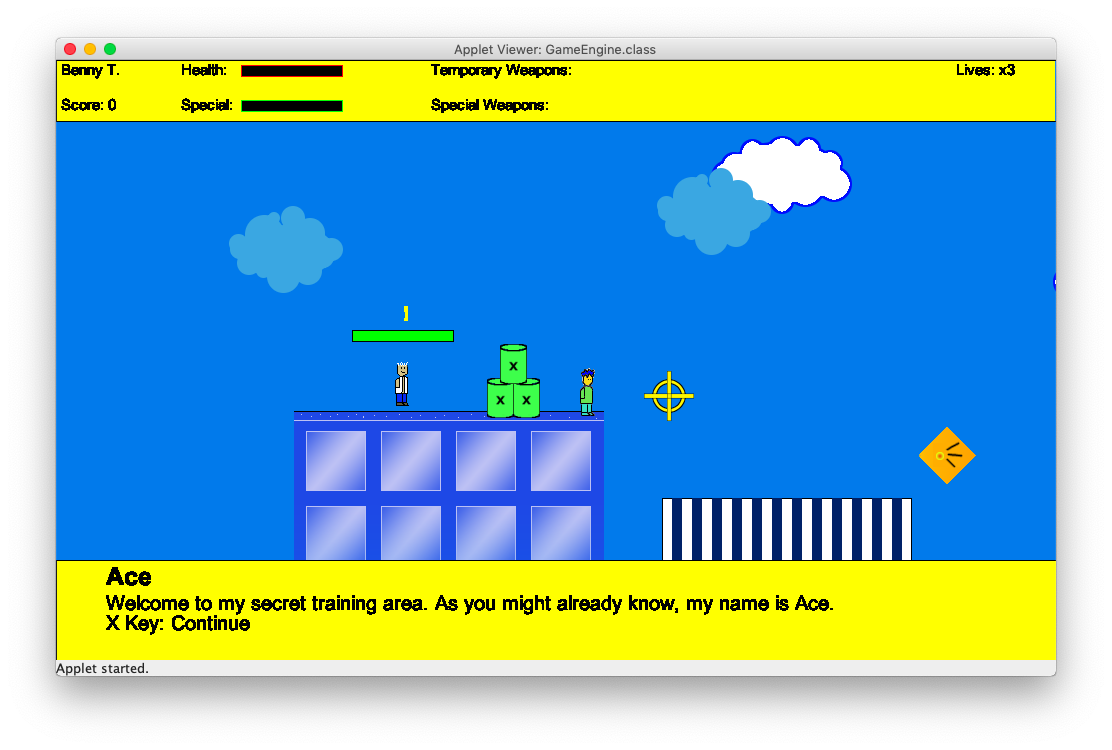 Applet Viewer: GameEngine.class
Benny T. Health: Temporary Weapons: Lives: x3
Score: 0 Special: Special Weapons:
x
x x
Ace
Welcome to my secret training area. As you might already know, my name is Ace.
X Key: Continue
Applet started.